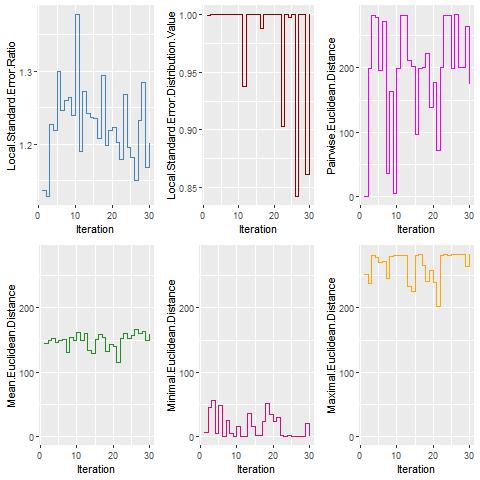 Local.Standard.Error.Ratio
1.3
1.2
0 10 20 30
Iteration
Local.Standard.Error.Distribution.Value
1.00
0.95
0.90
0.85
0 10 20 30
Iteration
Pairwise.Euclidean.Distance
200
100
0
0 10 20 30
Iteration
Mean.Euclidean.Distance
200
100
0
0 10 20 30
Iteration
Minimal.Euclidean.Distance
200
100
0
0 10 20 30
Iteration
Maximal.Euclidean.Distance
200
100
0
0 10 20 30
Iteration